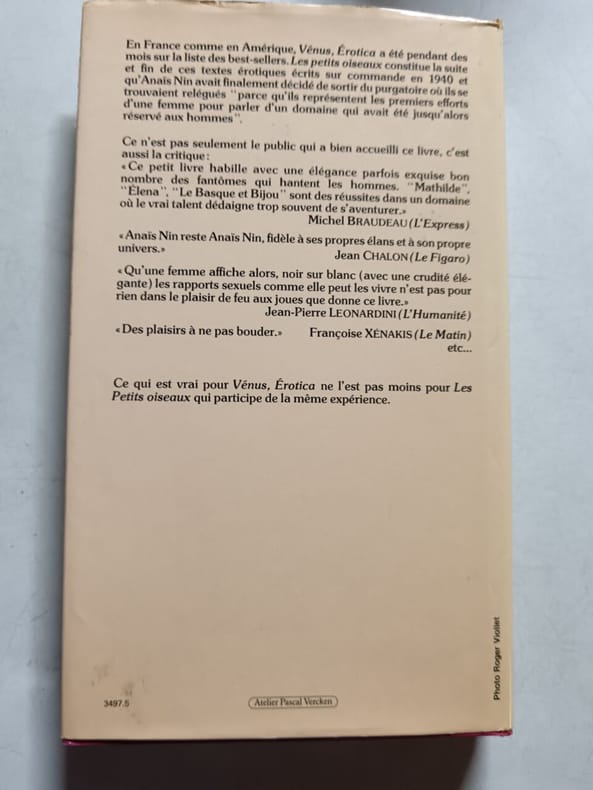 En France comme en Amérique, Vénus, Érotica a été pendant des
mois sur la liste des best-sellers. Les petits oiseaux constitue la suite
et fin de ces textes érotiques écrits sur commande en 1940 et
qu'Anaïs Nin avait finalement décidé de sortir du purgatoire où ils se
trouvaient relégués "parce qu'ils représentent les premiers efforts
d'une femme pour parler d'un domaine qui avait été jusqu'alors
réservé aux hommes".
Ce n'est pas seulement le public qui a bien accueilli ce livre, c'est
aussi la critique :
« Ce petit livre habille avec une élégance parfois exquise bon
nombre des fantômes qui hantent les hommes. "Mathilde",
"Élena", "Le Basque et Bijou" sont des réussites dans un domaine
où le vrai talent dédaigne trop souvent de s'aventurer.»
Michel BRAUDEAU (L'Express)
« Anaïs Nin reste Anaïs Nin, fidèle à ses propres élans et à son propre
univers.»
Jean CHALON (Le Figaro)
« Qu'une femme affiche alors, noir sur blanc (avec une crudité élé-
gante) les rapports sexuels comme elle peut les vivre n'est pas pour
rien dans le plaisir de feu aux joues que donne ce livre.»
Jean-Pierre LEONARDINI (L'Humanité)
« Des plaisirs à ne pas bouder.» Françoise XÉNAKIS (Le Matin)
etc...
Ce qui est vrai pour Vénus, Érotica ne l'est pas moins pour Les
Petits oiseaux qui participe de la même expérience.
Photo Roger Viollet
3497.5
Atelier Pascal Vercken